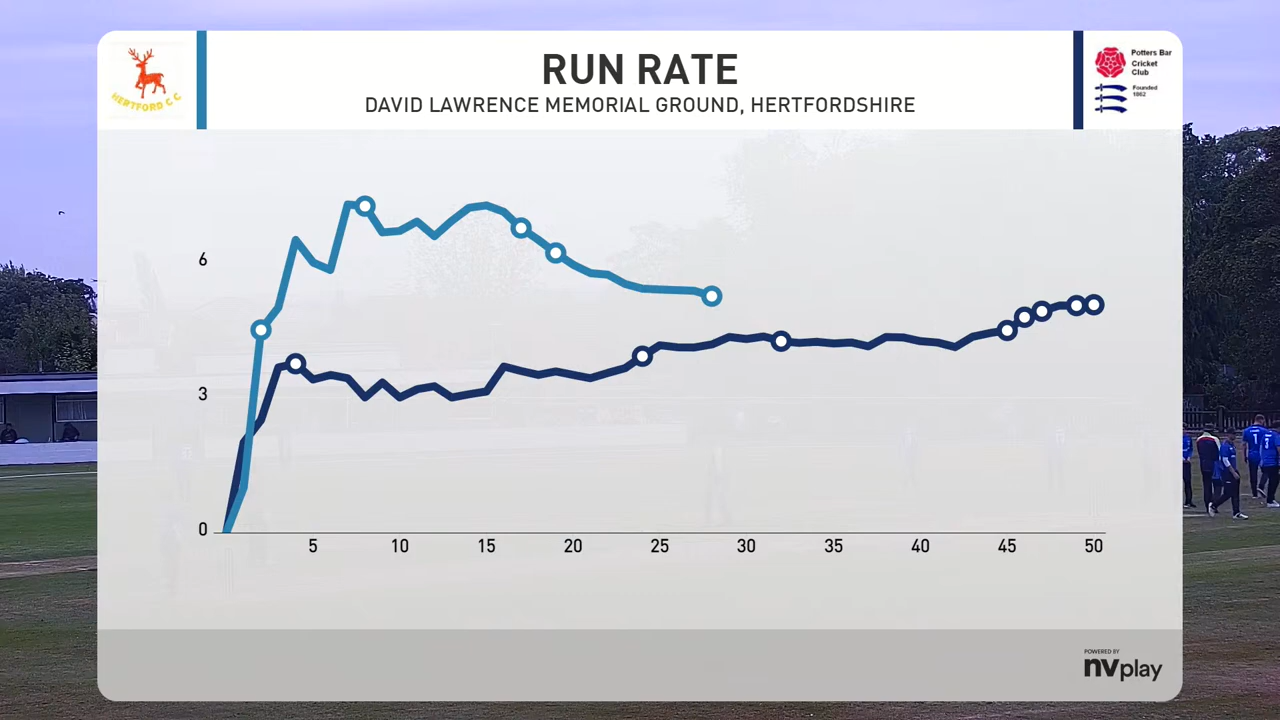 RUN RATE
DAVID LAWRENCE MEMORIAL GROUND, HERTFORDSHIRE
HERTFORD C C
Potters Bar
Cricket
Club
Founded
1862
6
3
0
5 10 15 20 25 30 35 40 45 50
POWERED BY
nvplay